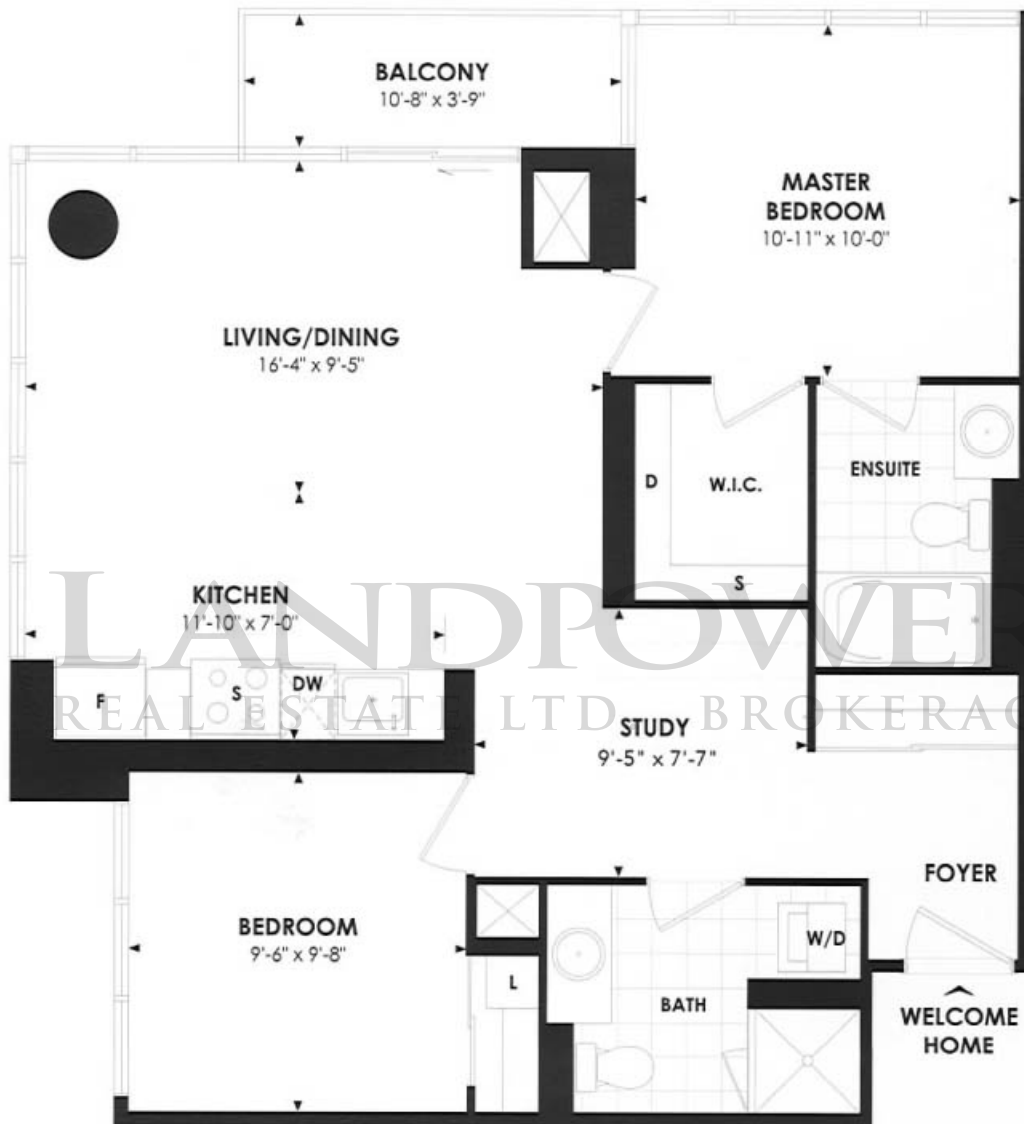 BALCONY
10'-8" x 3'-9"
MASTER
BEDROOM
10'-11" x 10'-0"
LIVING/DINING
16'-4" x 9'-5"
D
W.I.C.
S
ENSUITE
KITCHEN
11'-10" x 7'-0"
LANDPOWER
REAL ESTATE LTD BROKERAG
F
S
DW
STUDY
9'-5" x 7'-7"
FOYER
BEDROOM
9'-6" x 9'-8"
L
BATH
W/D
WELCOME
HOME